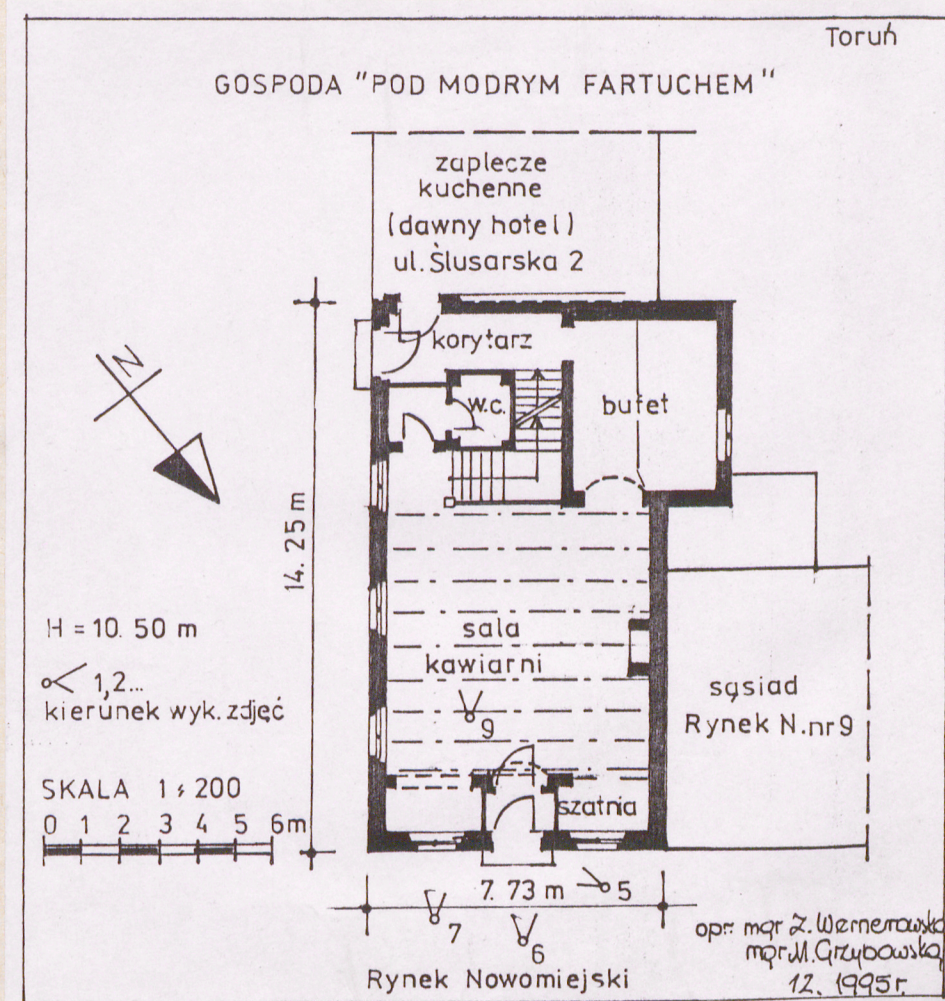 Toruń
GOSPODA "POD MODRYM FARTUCHEM"
zaplecze
kuchenne
(dawny hotel)
ul. Ślusarska 2
korytarz
w.c.
bufet
N
14.25 m
H = 10.50 m
1,2...
kierunek wyk. zdjęć
SKALA 1:200
0 1 2 3 4 5 6m
sala
kawiarni
9
sąsiad
Rynek N. nr 9
szatnia
7.73 m
5
7
6
Rynek Nowomiejski
opr. mgr Z. Wernerowska
mgr M. Grzybowska
12. 1995r.